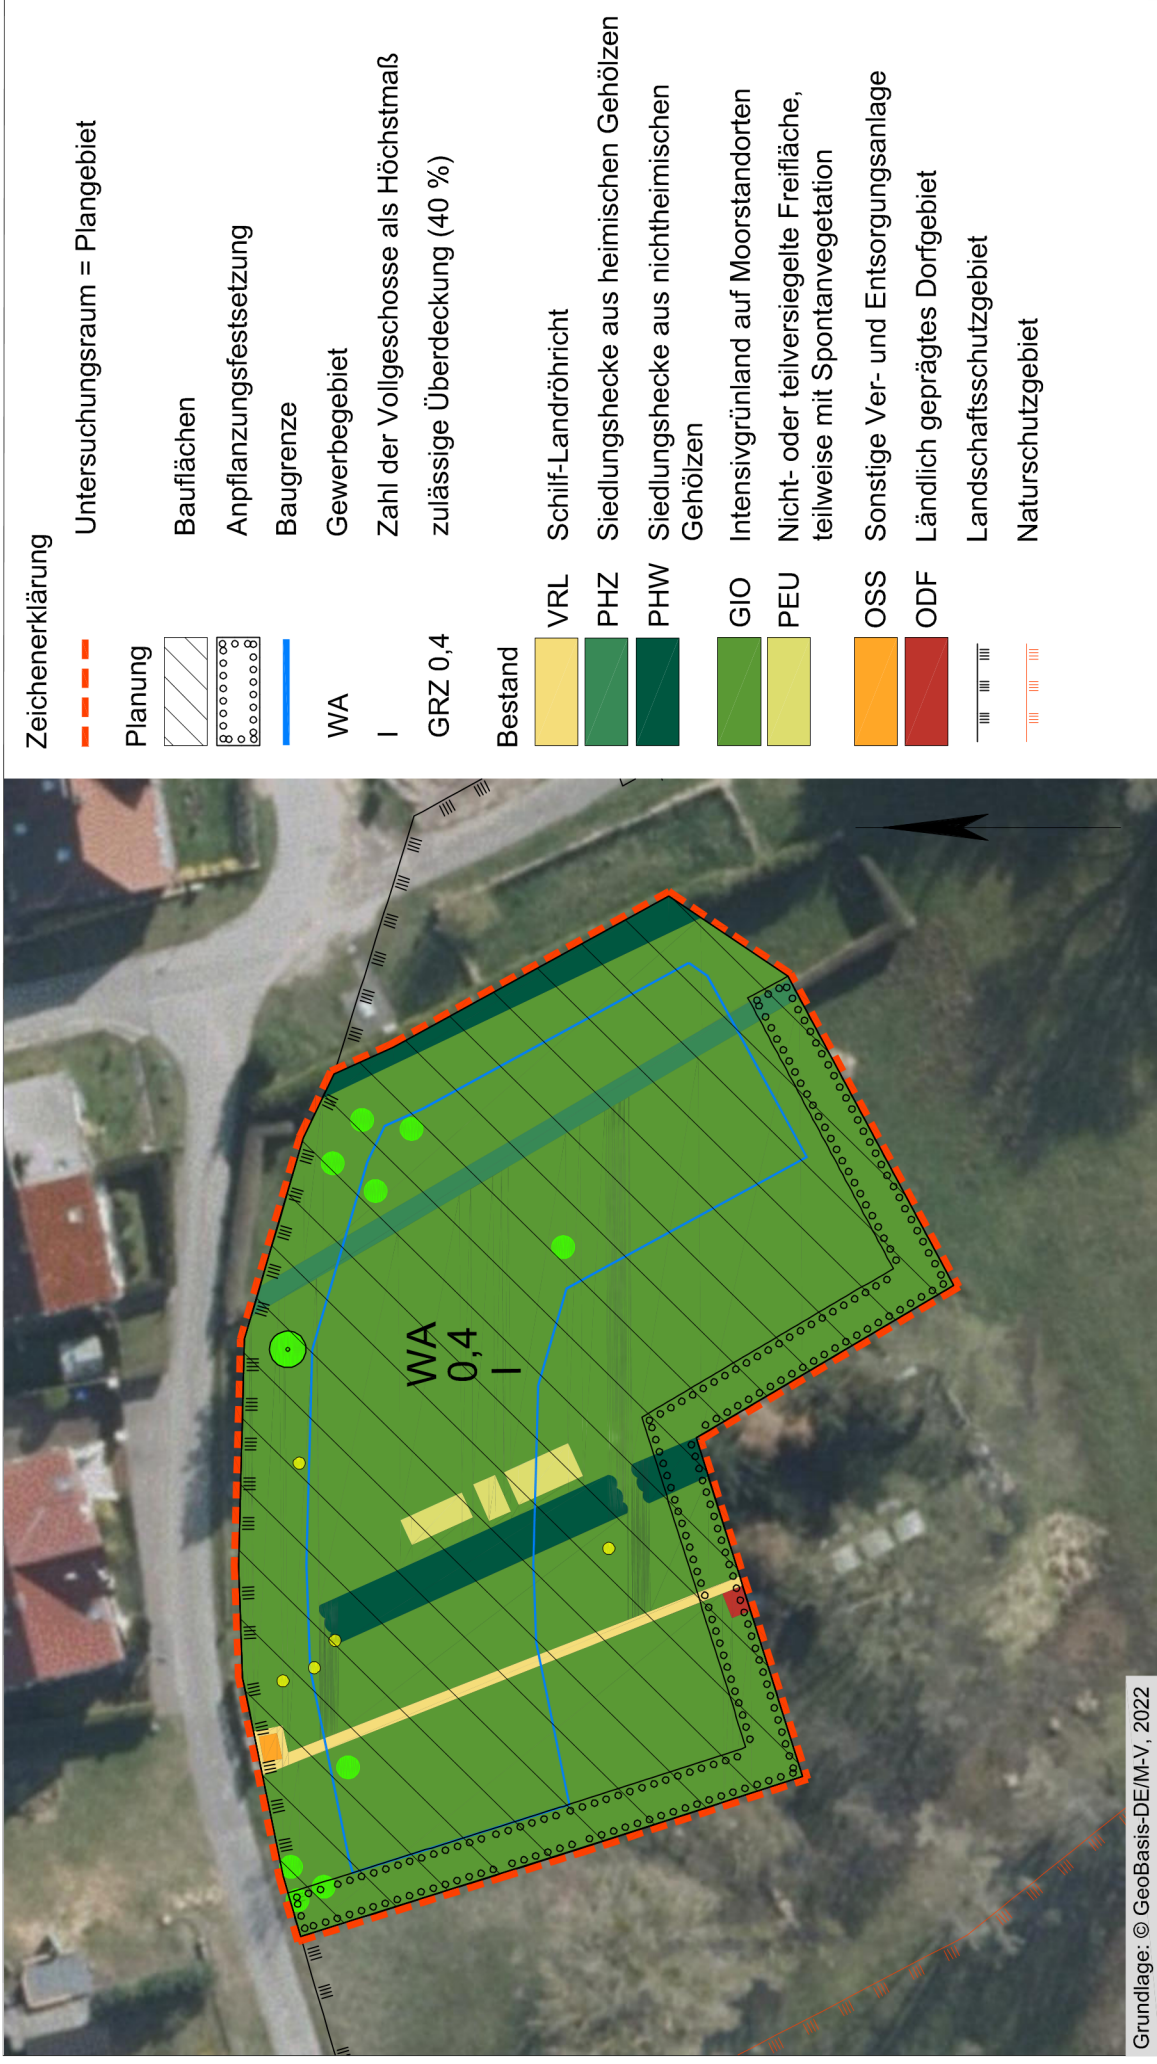 Zeichenerklärung
Untersuchungsraum = Plangebiet
Planung
Bauflächen
Anpflanzungsfestsetzung
Baugrenze
WA Gewerbegebiet
I Zahl der Vollgeschosse als Höchstmaß
GRZ 0,4 zulässige Überdeckung (40 %)
Bestand
VRL Schilf-Landröhricht
PHZ Siedlungshecke aus heimischen Gehölzen
PHW Siedlungshecke aus nichtheimischen
Gehölzen
GIO Intensivgrünland auf Moorstandorten
PEU Nicht- oder teilversiegelte Freifläche,
teilweise mit Spontanvegetation
OSS Sonstige Ver- und Entsorgungsanlage
ODF Ländlich geprägtes Dorfgebiet
Landschaftsschutzgebiet
Naturschutzgebiet
WA
0,4
I
Grundlage: © GeoBasis-DE/M-V, 2022